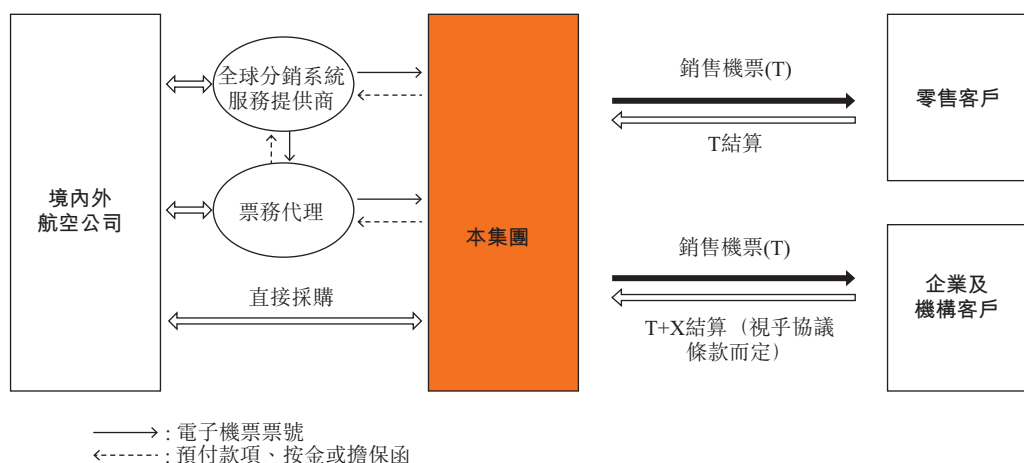 全球分銷系統
服務提供商
銷售機票(T)
零售客戶
T結算
境內外
航空公司
票務代理
本集團
銷售機票(T)
直接採購
企業及
機構客戶
T+X結算（視乎協議
條款而定）
: 電子機票票號
: 預付款項、按金或擔保函